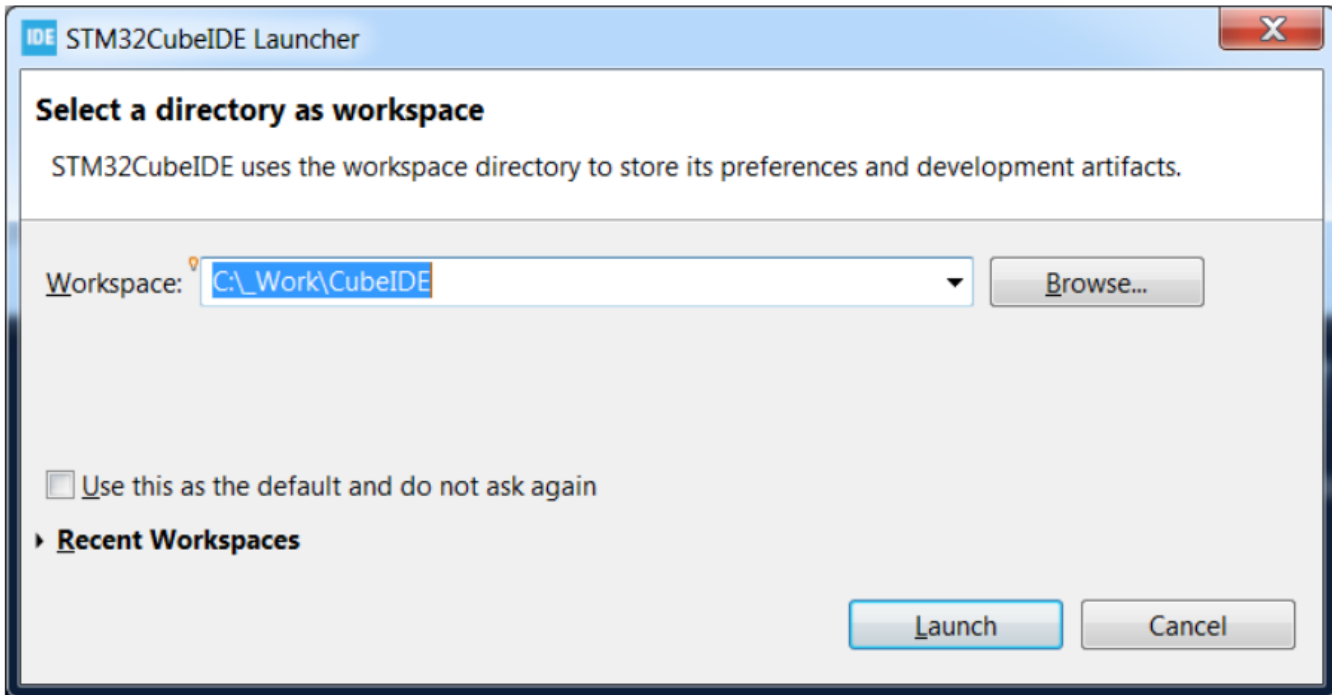 IDE STM32CubeIDE Launcher
Select a directory as workspace
STM32CubeIDE uses the workspace directory to store its preferences and development artifacts.
Workspace: C:\_Work\CubeIDE Browse...
Use this as the default and do not ask again
Recent Workspaces
Launch Cancel